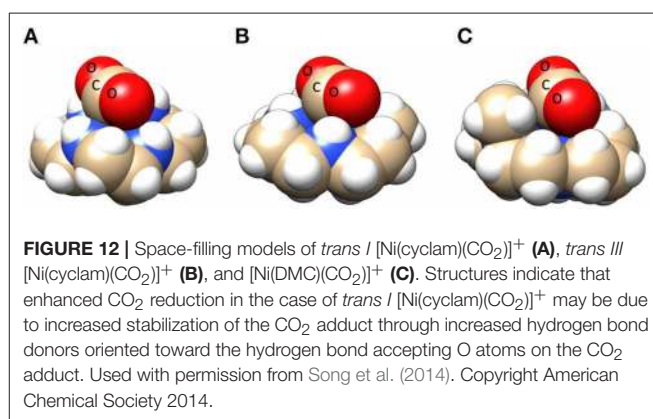 A B C
O C O O C O O C O
FIGURE 12 | Space-filling models of trans I [Ni(cyclam)(CO₂)]⁺ (A), trans III
[Ni(cyclam)(CO₂)]⁺ (B), and [Ni(DMC)(CO₂)]⁺ (C). Structures indicate that
enhanced CO₂ reduction in the case of trans I [Ni(cyclam)(CO₂)]⁺ may be due
to increased stabilization of the CO₂ adduct through increased hydrogen bond
donors oriented toward the hydrogen bond accepting O atoms on the CO₂
adduct. Used with permission from Song et al. (2014). Copyright American
Chemical Society 2014.